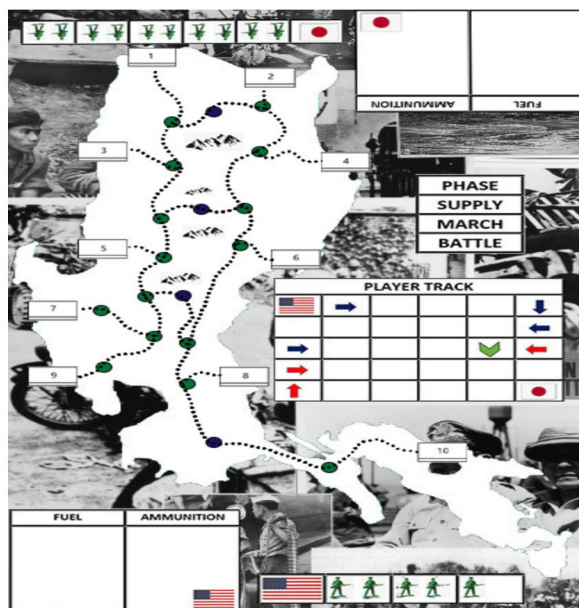 1
2
AMMUNITION
FUEL
3
4
PHASE
SUPPLY
MARCH
BATTLE
5
6
PLAYER TRACK
7
9
8
10
FUEL
AMMUNITION